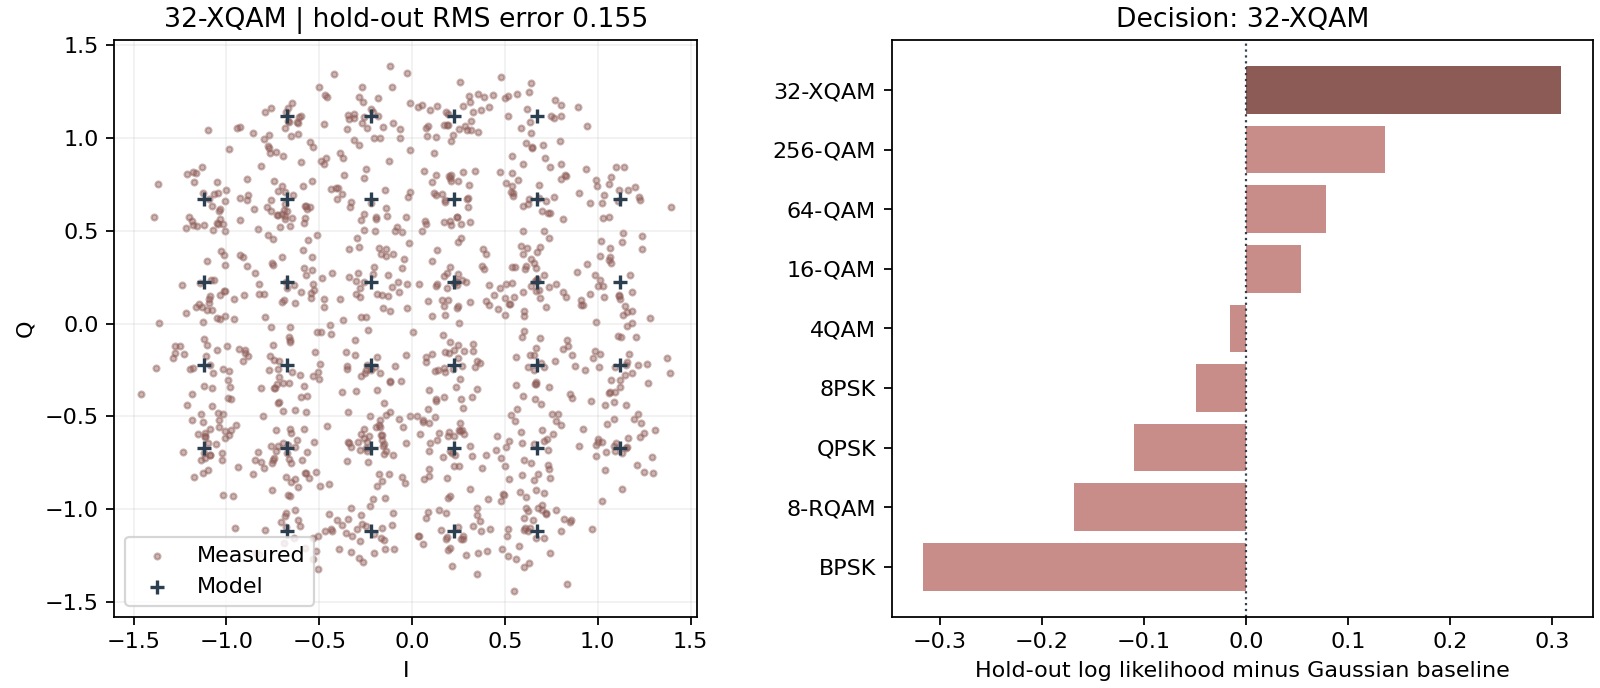 32-XQAM | hold-out RMS error 0.155
Q
1.5
1.0
0.5
0.0
−0.5
−1.0
−1.5
Measured
Model
−1.5 −1.0 −0.5 0.0 0.5 1.0 1.5
I
Decision: 32-XQAM
32-XQAM
256-QAM
64-QAM
16-QAM
4QAM
8PSK
QPSK
8-RQAM
BPSK
−0.3 −0.2 −0.1 0.0 0.1 0.2 0.3
Hold-out log likelihood minus Gaussian baseline